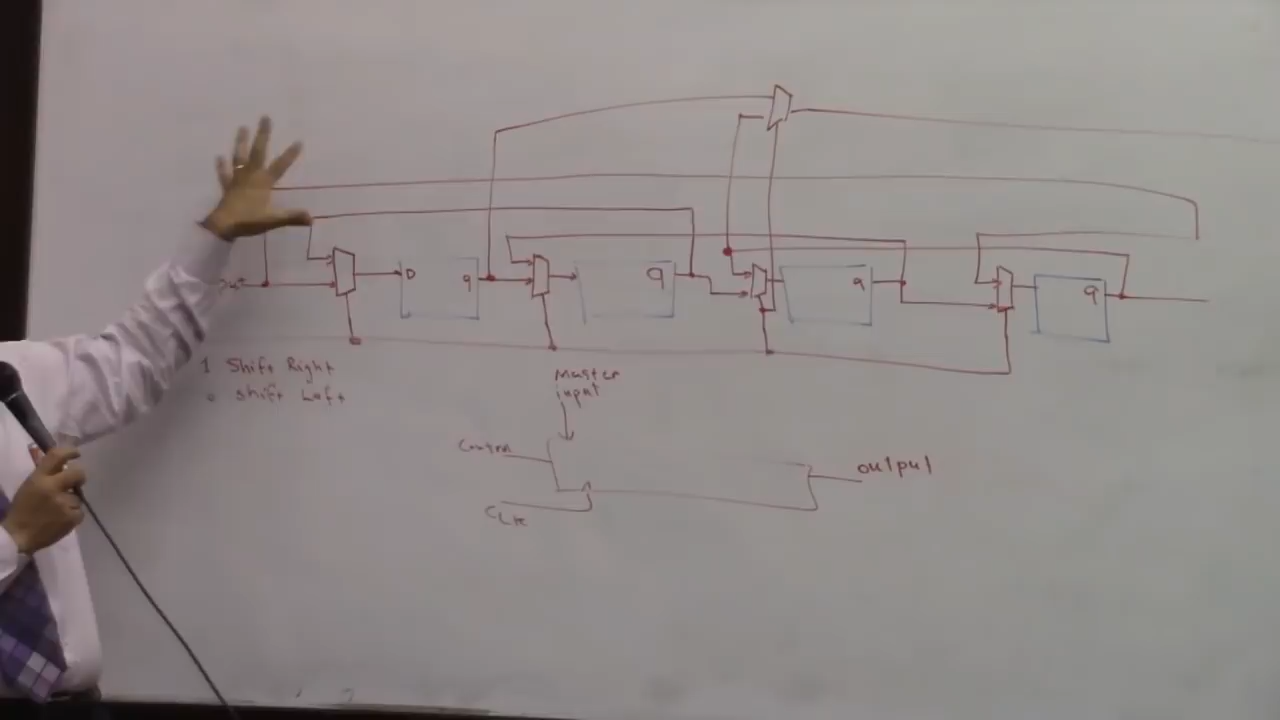 D q
q
q
q
1 Shift Right
0 Shift Left
Master
input
Control
output
CLK